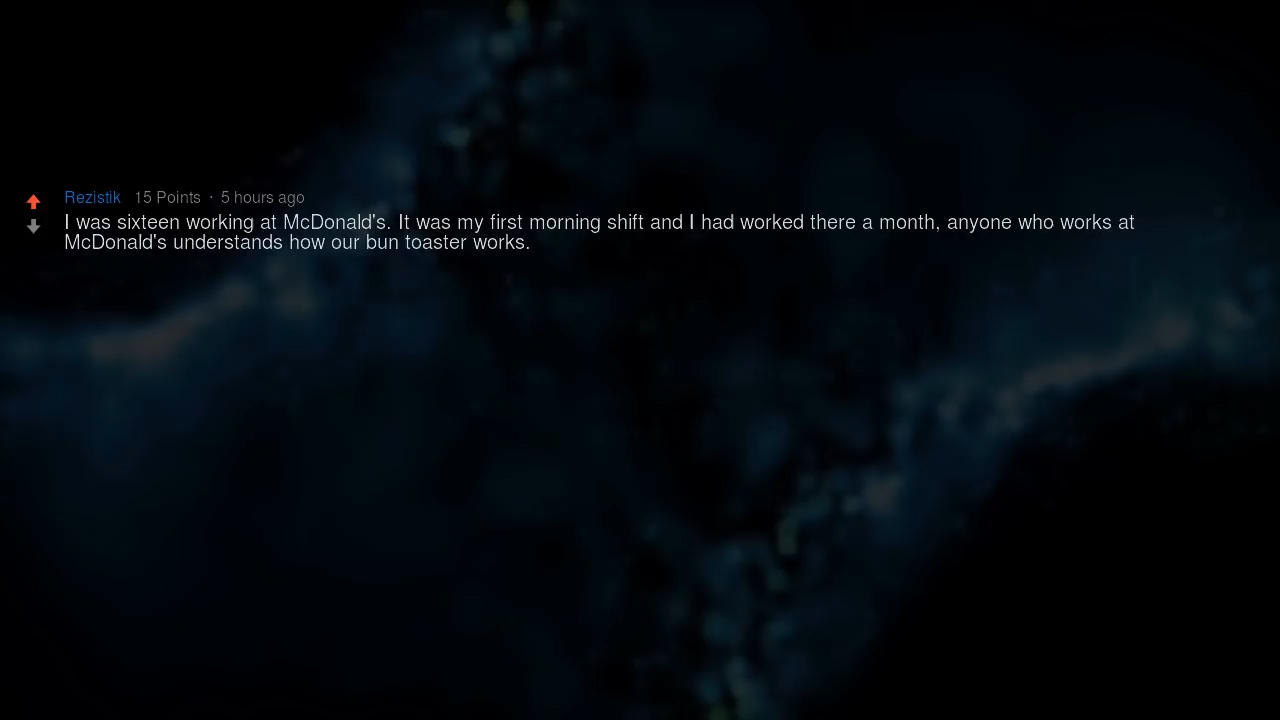 Rezistik 15 Points · 5 hours ago
I was sixteen working at McDonald's. It was my first morning shift and I had worked there a month, anyone who works at
McDonald's understands how our bun toaster works.